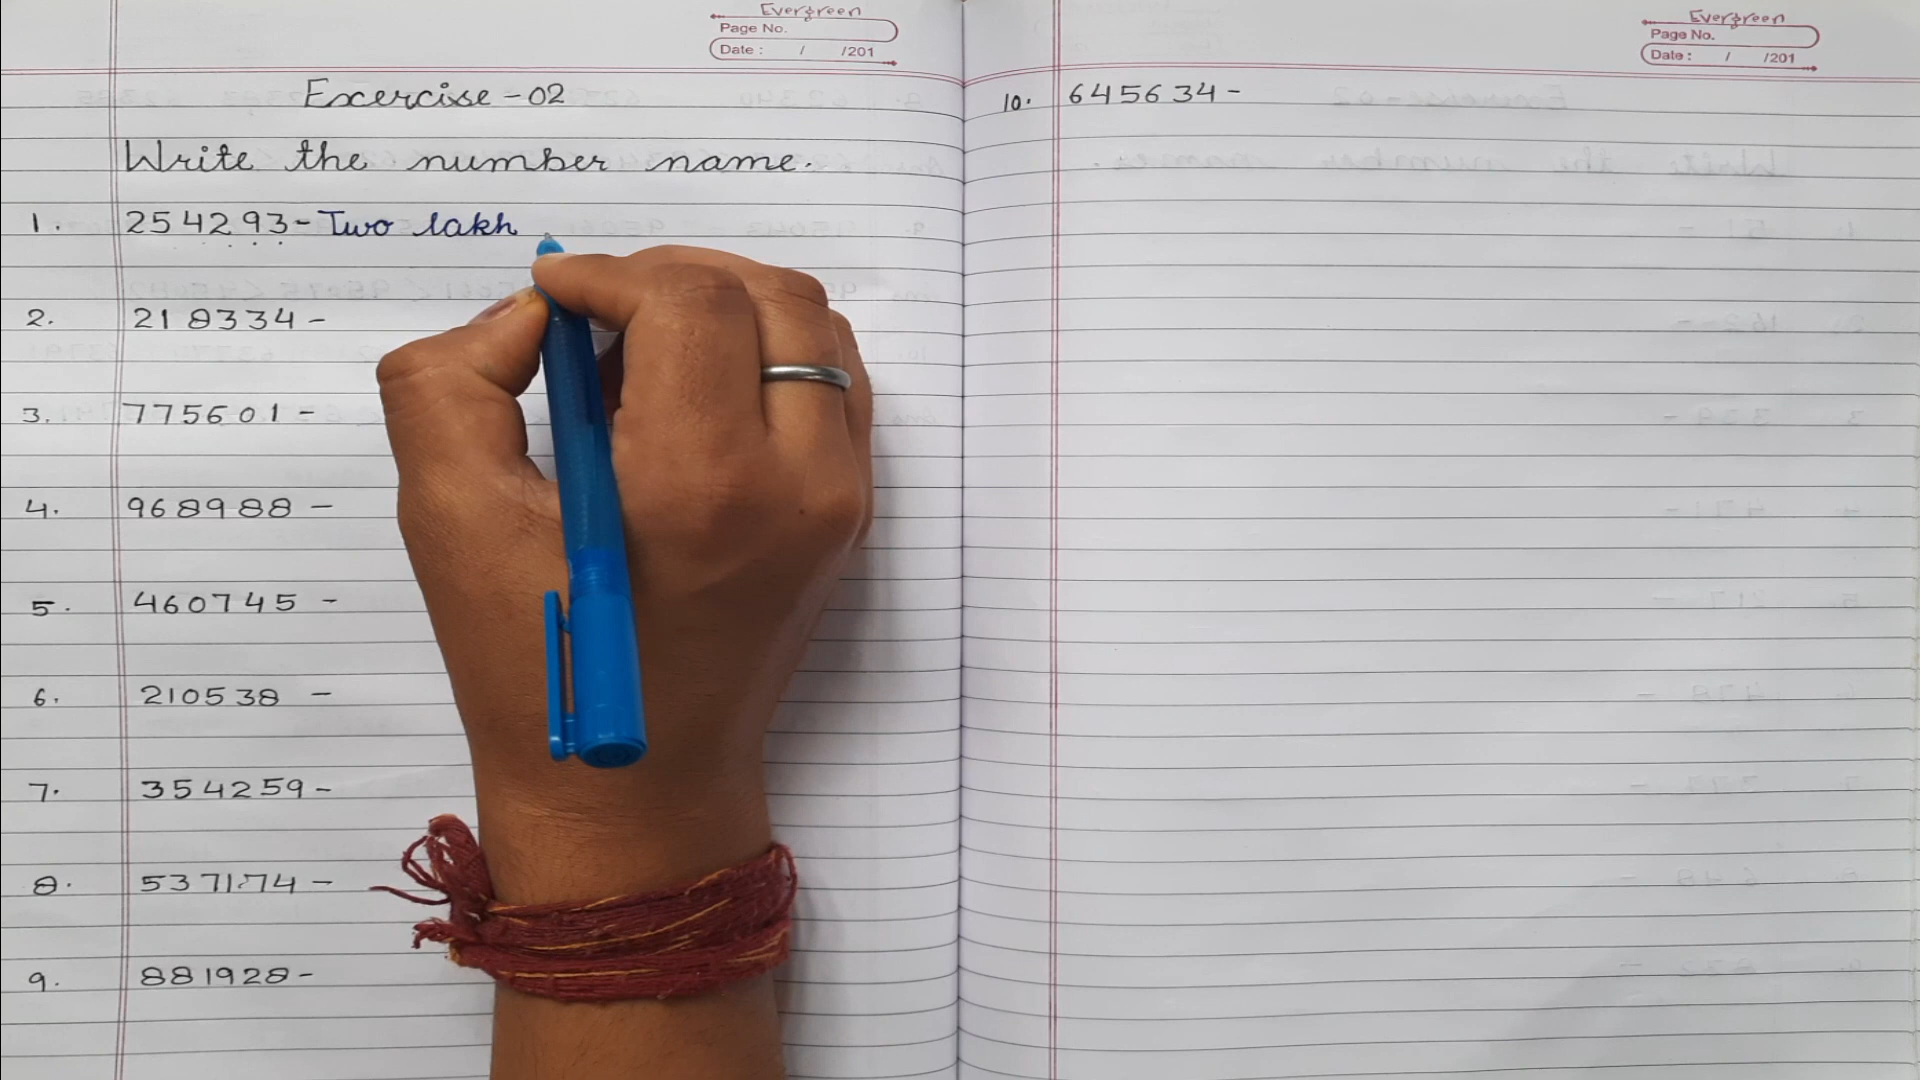 Evergreen
Page No.
Date : / /201
Excercise - 02
Write the number name.
1. 254293 - Two lakh
2. 218334 -
3. 775601 -
4. 968988 -
5. 460745 -
6. 210538 -
7. 354259 -
8. 537174 -
9. 881928 -
Evergreen
Page No.
Date : / /201
10. 645634 -